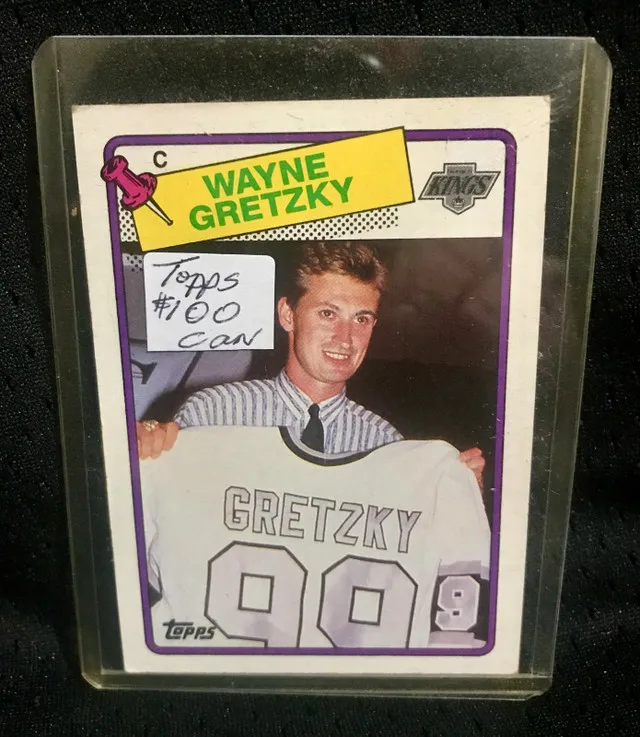 C
WAYNE
GRETZKY
KINGS
Topps
$100
Can
GRETZKY
99
9
topps